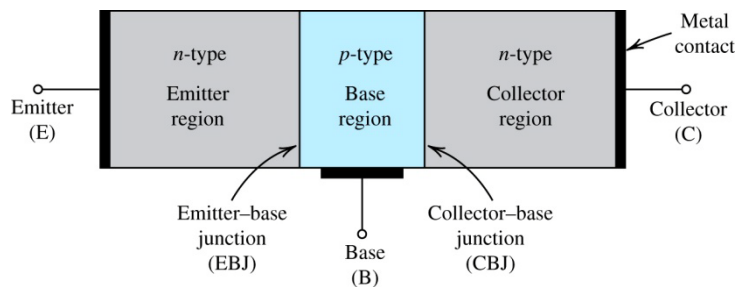 n-type
Emitter
region
p-type
Base
region
n-type
Collector
region
Metal
contact
Emitter
(E)
Collector
(C)
Emitter–base
junction
(EBJ)
Collector–base
junction
(CBJ)
Base
(B)